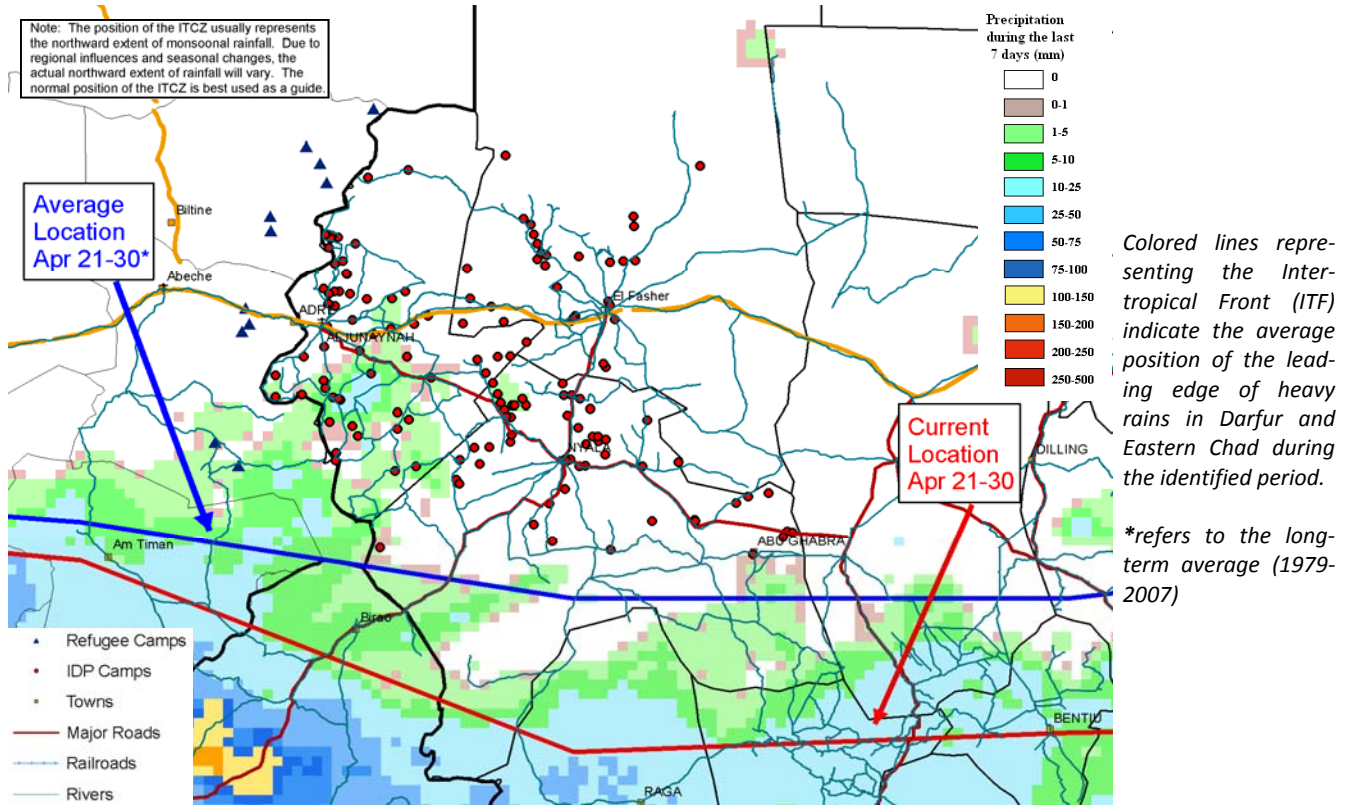 Note: The position of the ITCZ usually represents
the northward extent of monsoonal rainfall. Due to
regional influences and seasonal changes, the
actual northward extent of rainfall will vary. The
normal position of the ITCZ is best used as a guide.
Precipitation
during the last
7 days (mm)
0
0-1
1-5
5-10
10-25
25-50
50-75
75-100
100-150
150-200
200-250
250-500
Average
Location
Apr 21-30*
Biltine
Abeche
El Fasher
ALJUNAYNAH
NYALA
Current
Location
Apr 21-30
DILLING
Am Timan
ABU GHABRA
Birao
BENTIU
RAGA
Refugee Camps
IDP Camps
Towns
Major Roads
Railroads
Rivers
Colored lines repre-
senting the Inter-
tropical Front (ITF)
indicate the average
position of the lead-
ing edge of heavy
rains in Darfur and
Eastern Chad during
the identified period.
*refers to the long-
term average (1979-
2007)